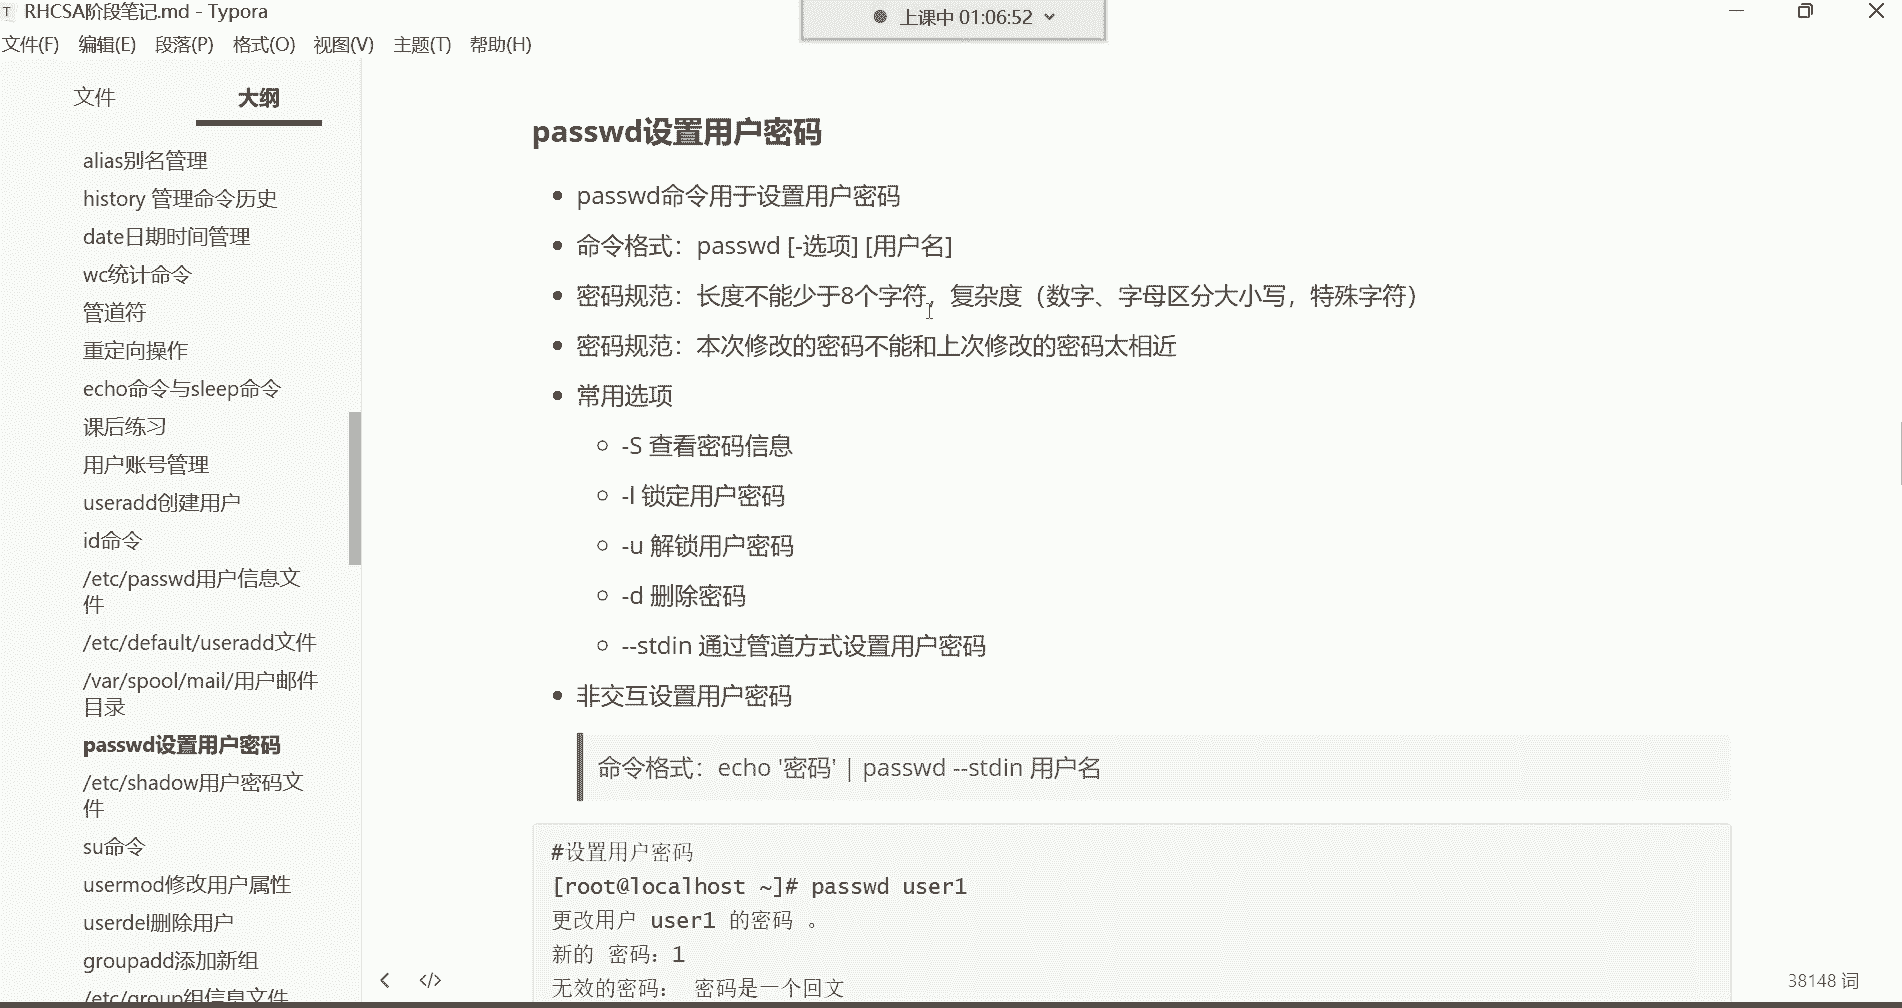 RHCSA阶段笔记.md - Typora
上课中 01:06:52
文件(F) 编辑(E) 段落(P) 格式(O) 视图(V) 主题(T) 帮助(H)
文件 大纲
alias别名管理
history 管理命令历史
date日期时间管理
wc统计命令
管道符
重定向操作
echo命令与sleep命令
课后练习
用户账号管理
useradd创建用户
id命令
/etc/passwd用户信息文
件
/etc/default/useradd文件
/var/spool/mail/用户邮件
目录
passwd设置用户密码
/etc/shadow用户密码文
件
su命令
usermod修改用户属性
userdel删除用户
groupadd添加新组
/etc/group组信息文件
passwd设置用户密码
passwd命令用于设置用户密码
命令格式：passwd [-选项] [用户名]
密码规范：长度不能少于8个字符，复杂度（数字、字母区分大小写，特殊字符）
密码规范：本次修改的密码不能和上次修改的密码太相近
常用选项
-S 查看密码信息
-l 锁定用户密码
-u 解锁用户密码
-d 删除密码
--stdin 通过管道方式设置用户密码
非交互设置用户密码
命令格式：echo '密码' | passwd --stdin 用户名
#设置用户密码
[root@localhost ~]# passwd user1
更改用户 user1 的密码 。
新的 密码：1
无效的密码： 密码是一个回文
38148 词